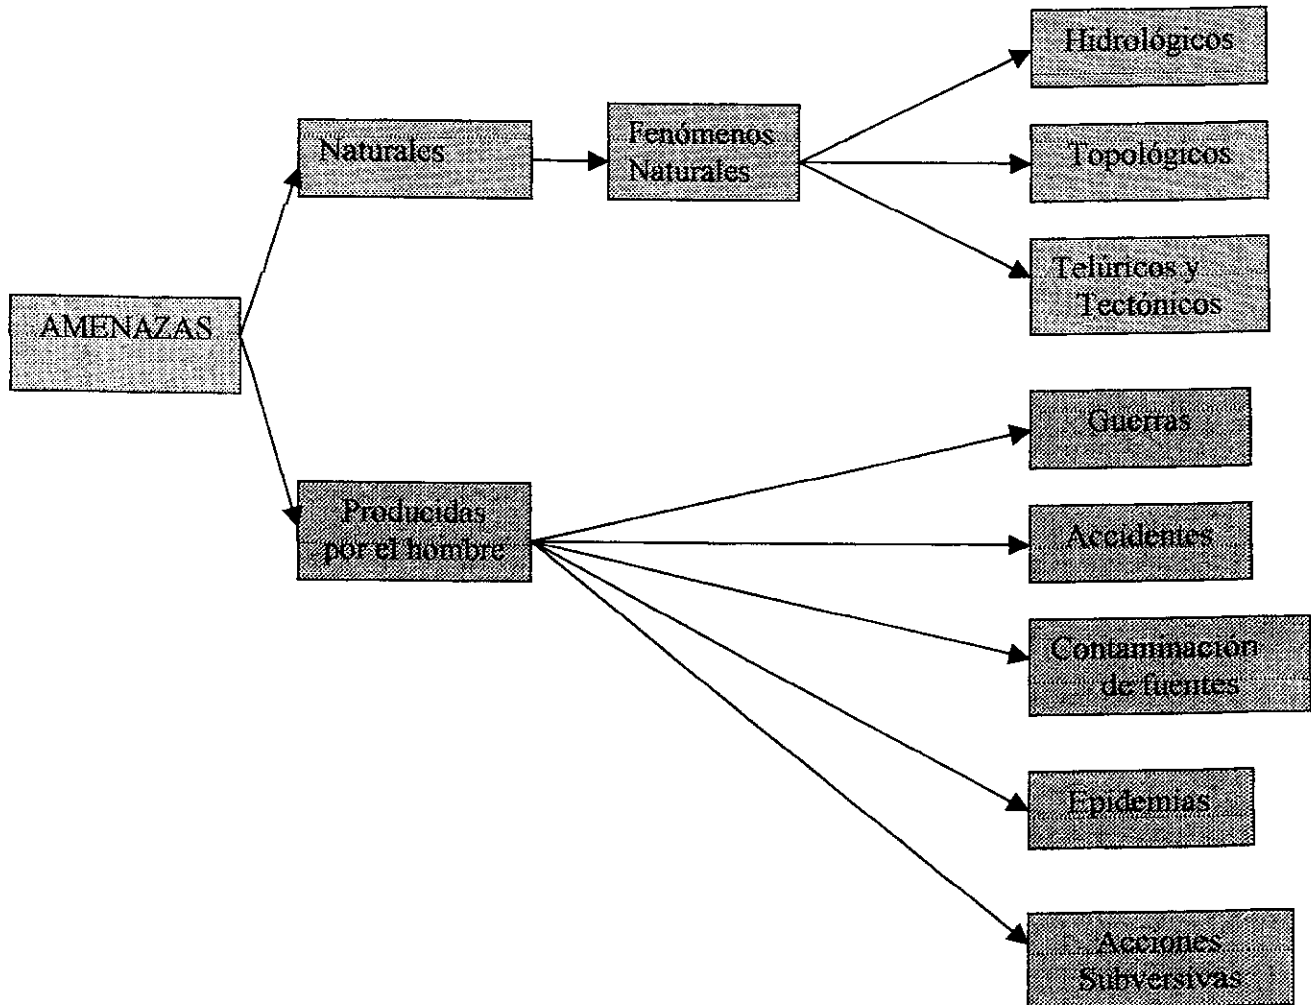 Hidrológicos
Fenómenos
Naturales
Naturales
Topológicos
Telúricos y
Tectónicos
AMENAZAS
Guerras
Producidas
por el hombre
Accidentes
Contaminación
de fuentes
Epidemias
Acciones
Subversivas